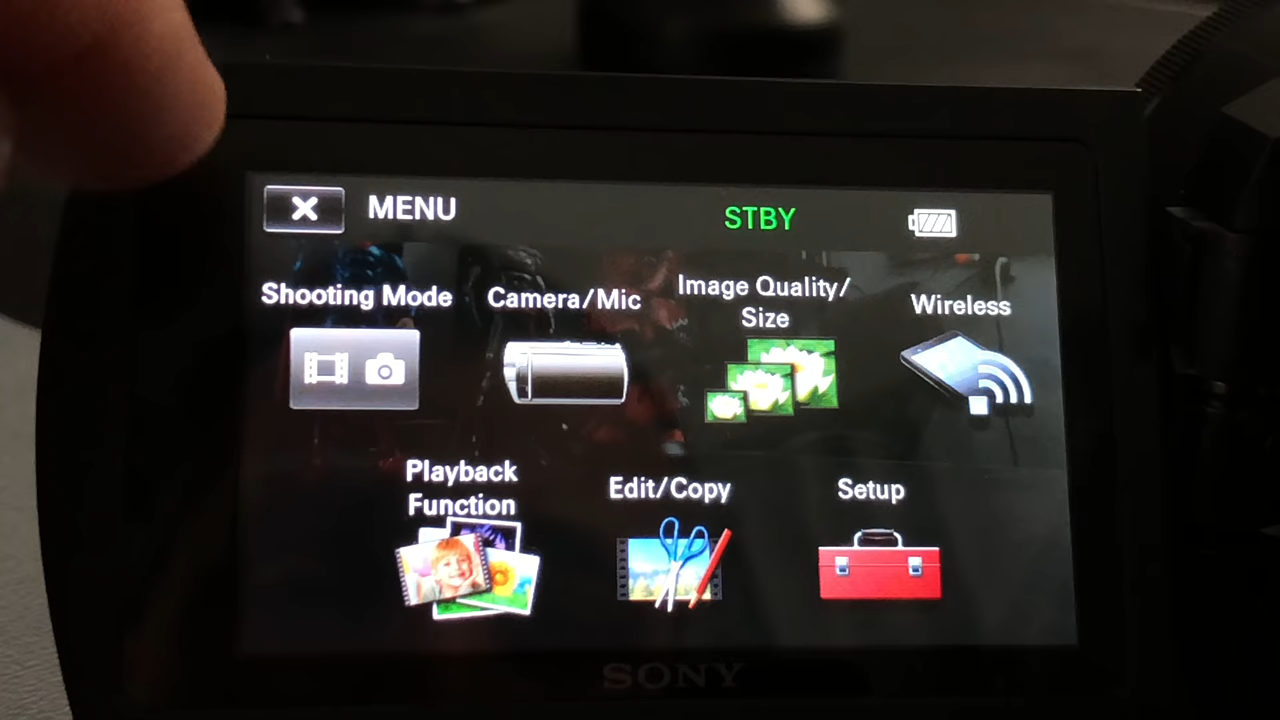 MENU
STBY
Shooting Mode
Camera/Mic
Image Quality/
Size
Wireless
Playback
Function
Edit/Copy
Setup
SONY